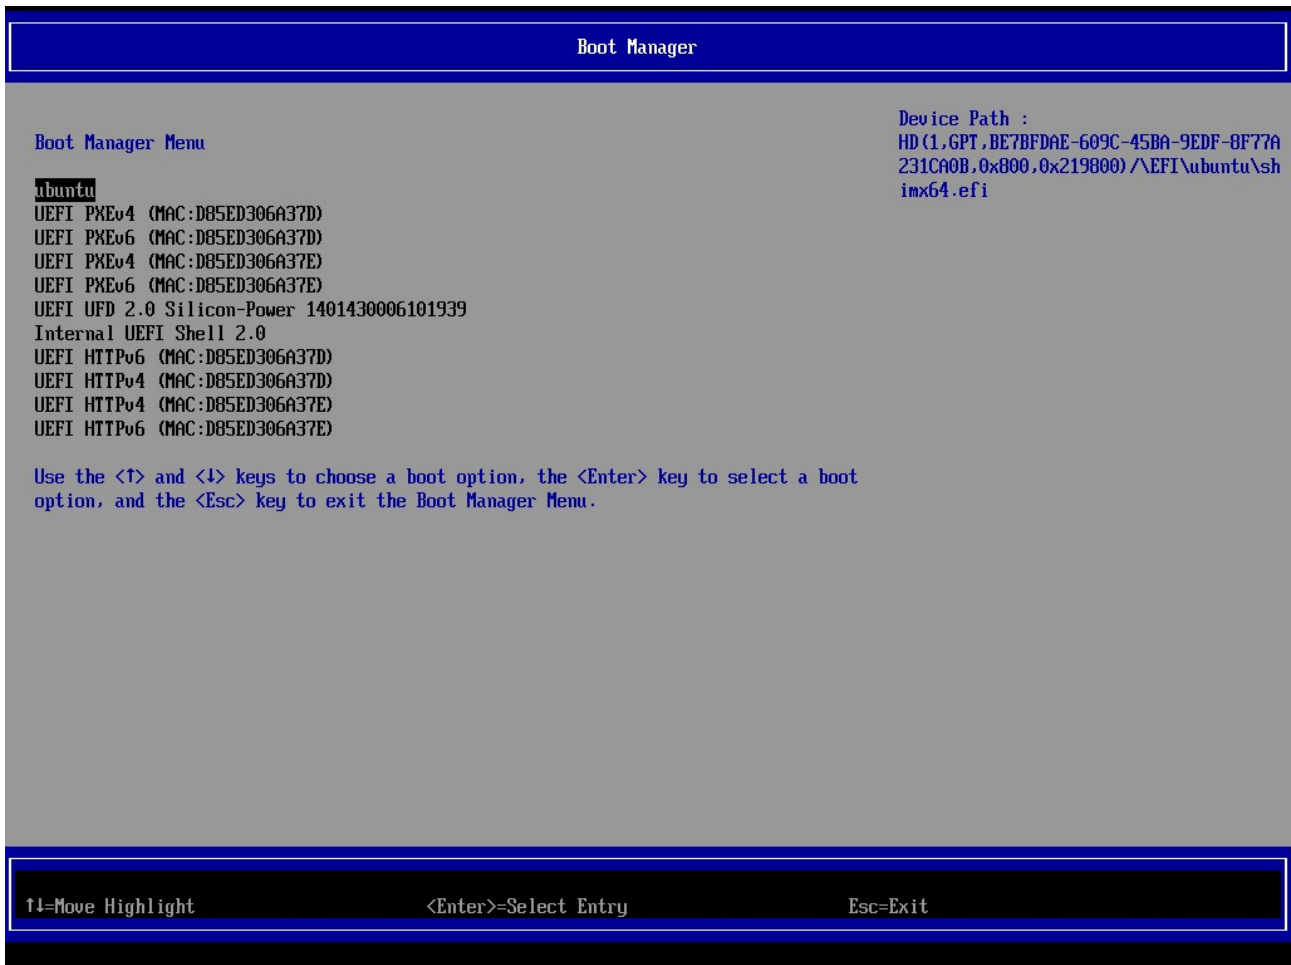 Boot Manager
Boot Manager Menu
ubuntu
UEFI PXEv4 (MAC:D85ED306A37D)
UEFI PXEv6 (MAC:D85ED306A37D)
UEFI PXEv4 (MAC:D85ED306A37E)
UEFI PXEv6 (MAC:D85ED306A37E)
UEFI UFD 2.0 Silicon-Power 1401430006101939
Internal UEFI Shell 2.0
UEFI HTTPv6 (MAC:D85ED306A37D)
UEFI HTTPv4 (MAC:D85ED306A37D)
UEFI HTTPv4 (MAC:D85ED306A37E)
UEFI HTTPv6 (MAC:D85ED306A37E)
Use the <↑> and <↓> keys to choose a boot option, the <Enter> key to select a boot
option, and the <Esc> key to exit the Boot Manager Menu.
Device Path :
HD(1,GPT,BE7BFDAE-609C-45BA-9EDF-8F77A
231CA0B,0x800,0x219800)/\EFI\ubuntu\sh
imx64.efi
↑↓=Move Highlight
<Enter>=Select Entry
Esc=Exit